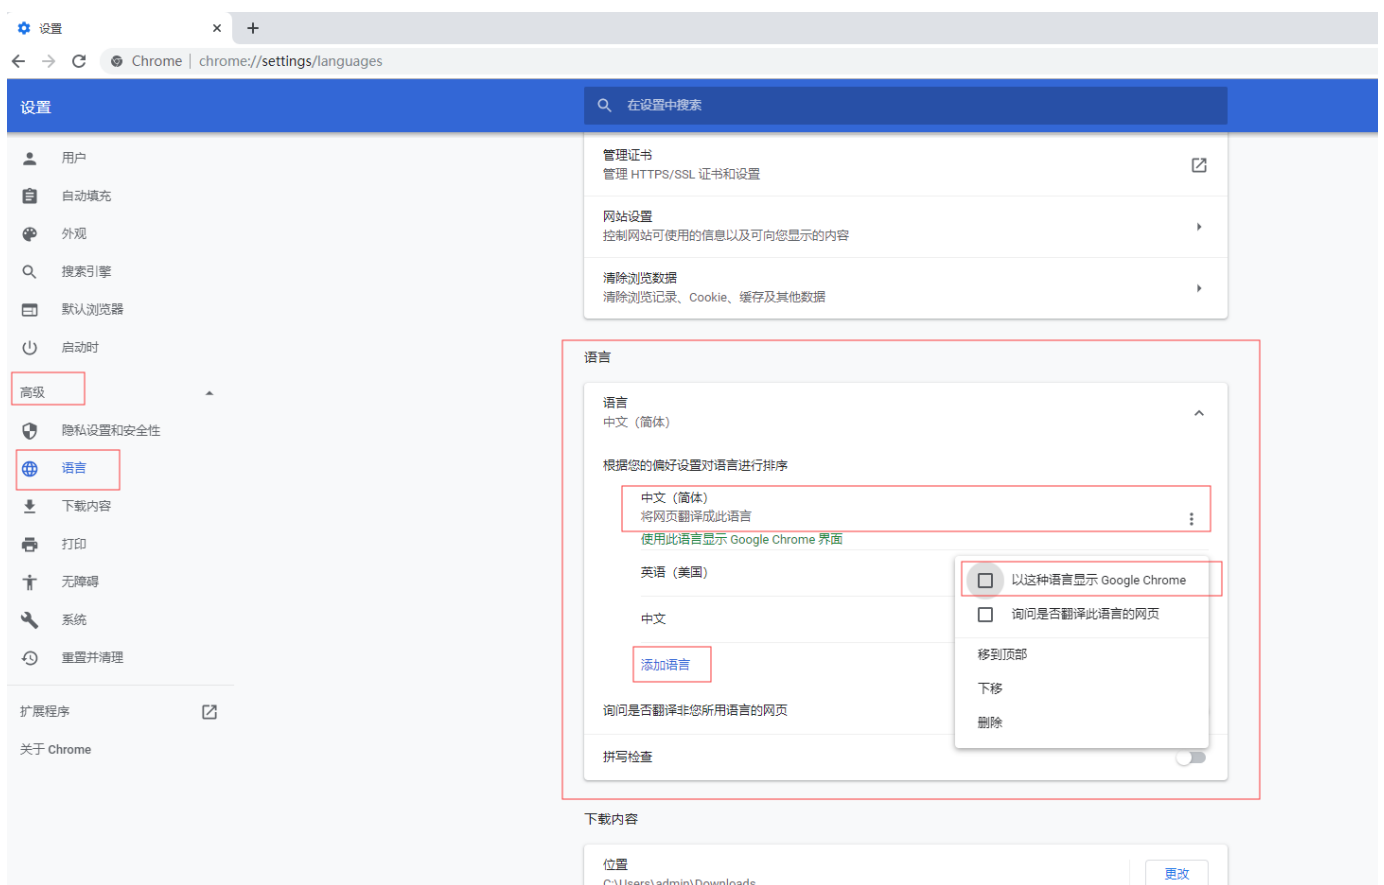 设置
Chrome | chrome://settings/languages
设置
在设置中搜索
用户
自动填充
外观
搜索引擎
默认浏览器
启动时
高级
隐私设置和安全性
语言
下载内容
打印
无障碍
系统
重置并清理
扩展程序
关于 Chrome
管理证书
管理 HTTPS/SSL 证书和设置
网站设置
控制网站可使用的信息以及可向您显示的内容
清除浏览数据
清除浏览记录、Cookie、缓存及其他数据
语言
语言
中文（简体）
根据您的偏好设置对语言进行排序
中文（简体）
将网页翻译成此语言
使用此语言显示 Google Chrome 界面
英语（美国）
中文
添加语言
以这种语言显示 Google Chrome
询问是否翻译此语言的网页
移到顶部
下移
删除
询问是否翻译非您所用语言的网页
拼写检查
下载内容
位置
C:\Users\admin\Downloads
更改